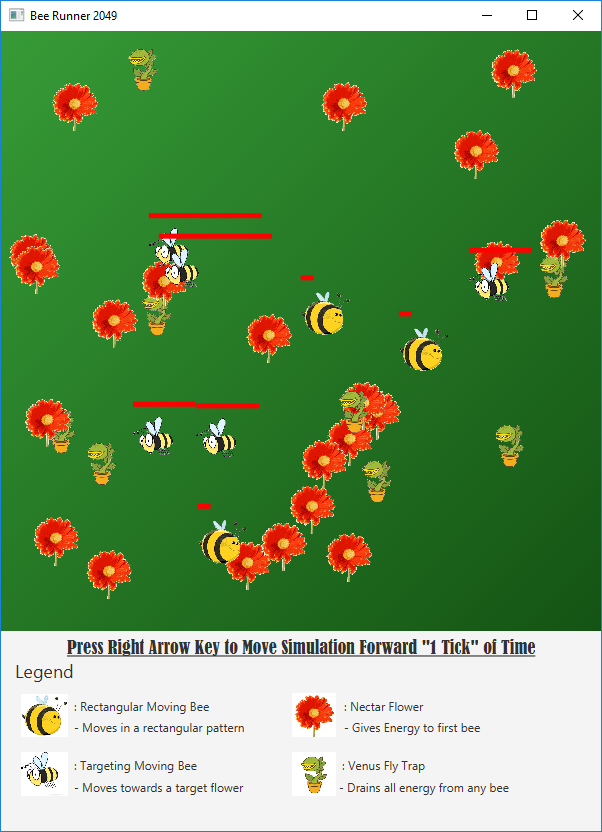 Bee Runner 2049
Press Right Arrow Key to Move Simulation Forward "1 Tick" of Time
Legend
: Rectangular Moving Bee
- Moves in a rectangular pattern
: Nectar Flower
- Gives Energy to first bee
: Targeting Moving Bee
- Moves towards a target flower
: Venus Fly Trap
- Drains all energy from any bee